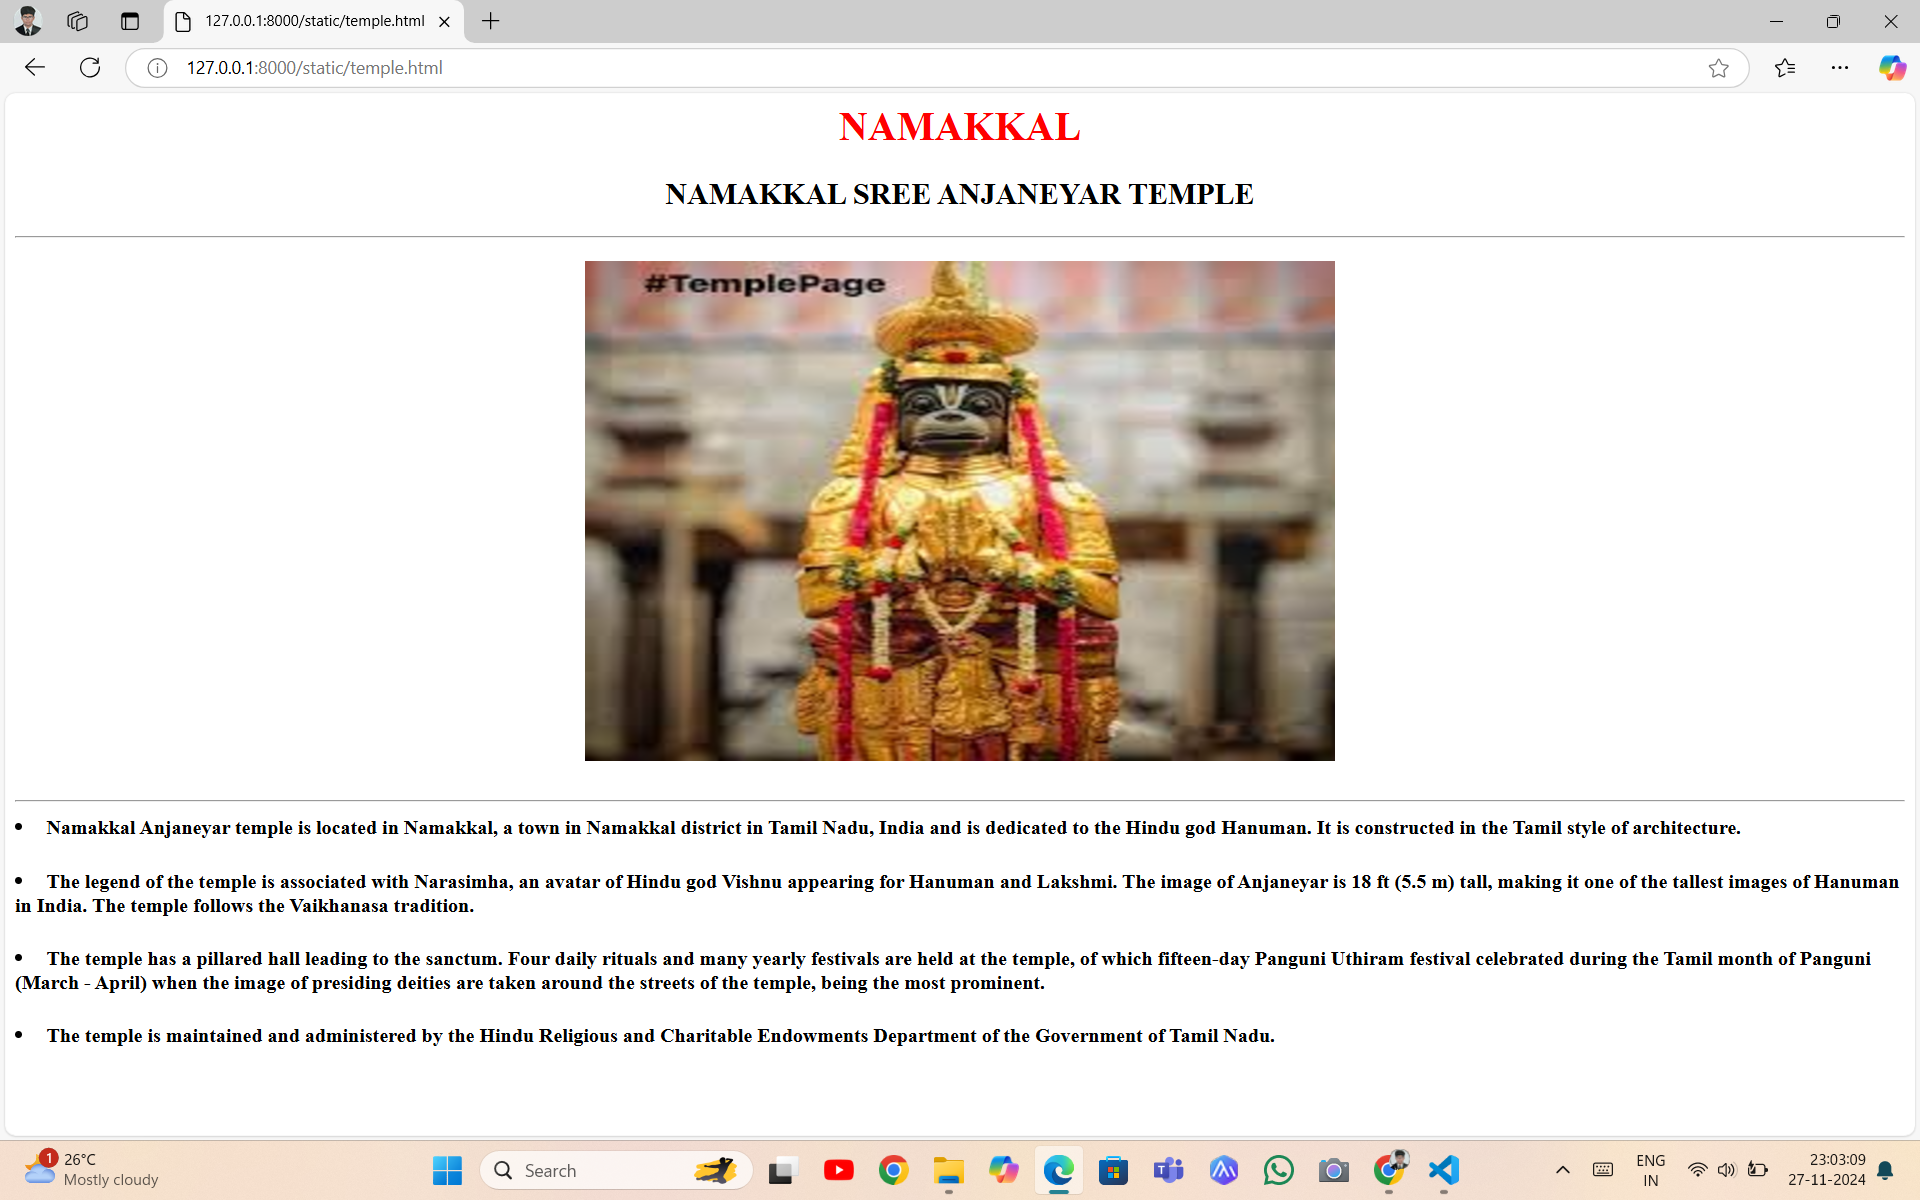 127.0.0.1:8000/static/temple.html
127.0.0.1:8000/static/temple.html
NAMAKKAL
NAMAKKAL SREE ANJANEYAR TEMPLE
#TemplePage
• Namakkal Anjaneyar temple is located in Namakkal, a town in Namakkal district in Tamil Nadu, India and is dedicated to the Hindu god Hanuman. It is constructed in the Tamil style of architecture.
• The legend of the temple is associated with Narasimha, an avatar of Hindu god Vishnu appearing for Hanuman and Lakshmi. The image of Anjaneyar is 18 ft (5.5 m) tall, making it one of the tallest images of Hanuman
in India. The temple follows the Vaikhanasa tradition.
• The temple has a pillared hall leading to the sanctum. Four daily rituals and many yearly festivals are held at the temple, of which fifteen-day Panguni Uthiram festival celebrated during the Tamil month of Panguni
(March - April) when the image of presiding deities are taken around the streets of the temple, being the most prominent.
• The temple is maintained and administered by the Hindu Religious and Charitable Endowments Department of the Government of Tamil Nadu.
1
26°C
Mostly cloudy
Search
ENG
IN
23:03:09
27-11-2024